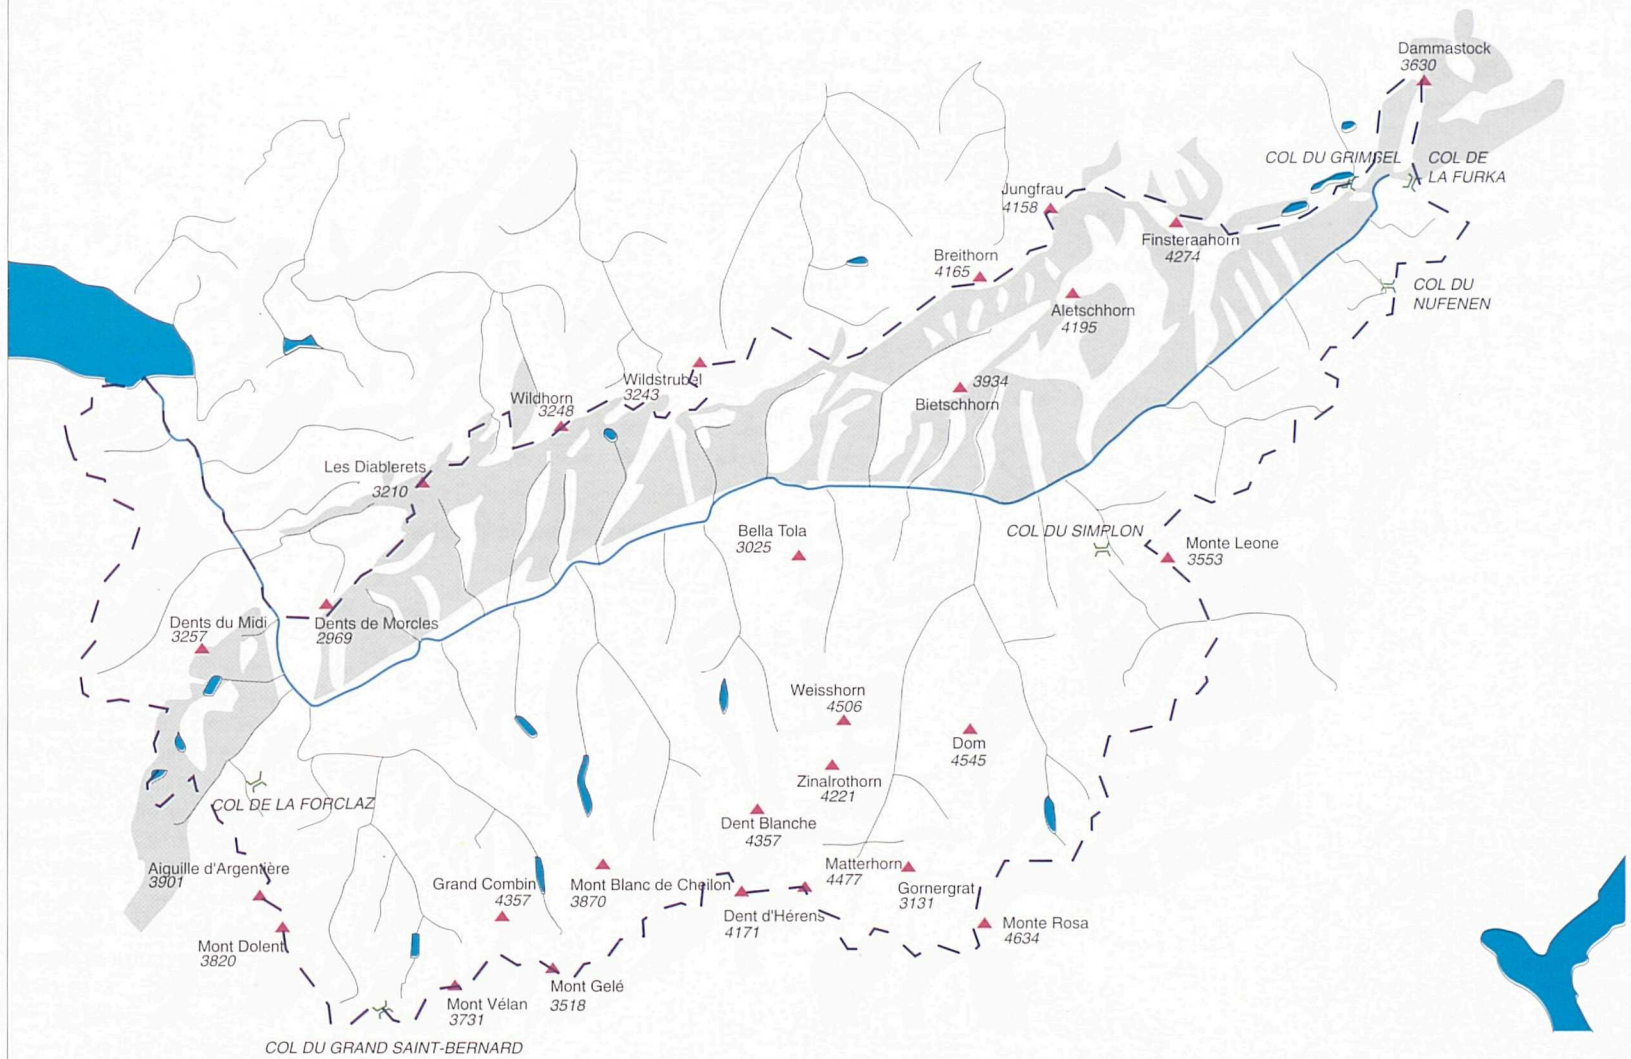 Dammastock
3630
COL DU GRIMSEL
COL DE
LA FURKA
Jungfrau
4158
Finsteraahorn
4274
Breithorn
4165
COL DU
NUFENEN
Aletschhorn
4195
Wildstrubel
3243
3934
Bietschhorn
Wildhorn
3248
Les Diablerets
3210
Bella Tola
3025
COL DU SIMPLON
Monte Leone
3553
Dents du Midi
3257
Dents de Morcles
2969
Weisshorn
4506
Dom
4545
Zinalrothorn
4221
COL DE LA FORCLAZ
Dent Blanche
4357
Aiguille d'Argentière
3901
Matterhorn
4477
Grand Combin
4357
Mont Blanc de Cheilon
3870
Gornergrat
3131
Dent d'Hérens
4171
Monte Rosa
4634
Mont Dolent
3820
Mont Gelé
3518
Mont Vélan
3731
COL DU GRAND SAINT-BERNARD